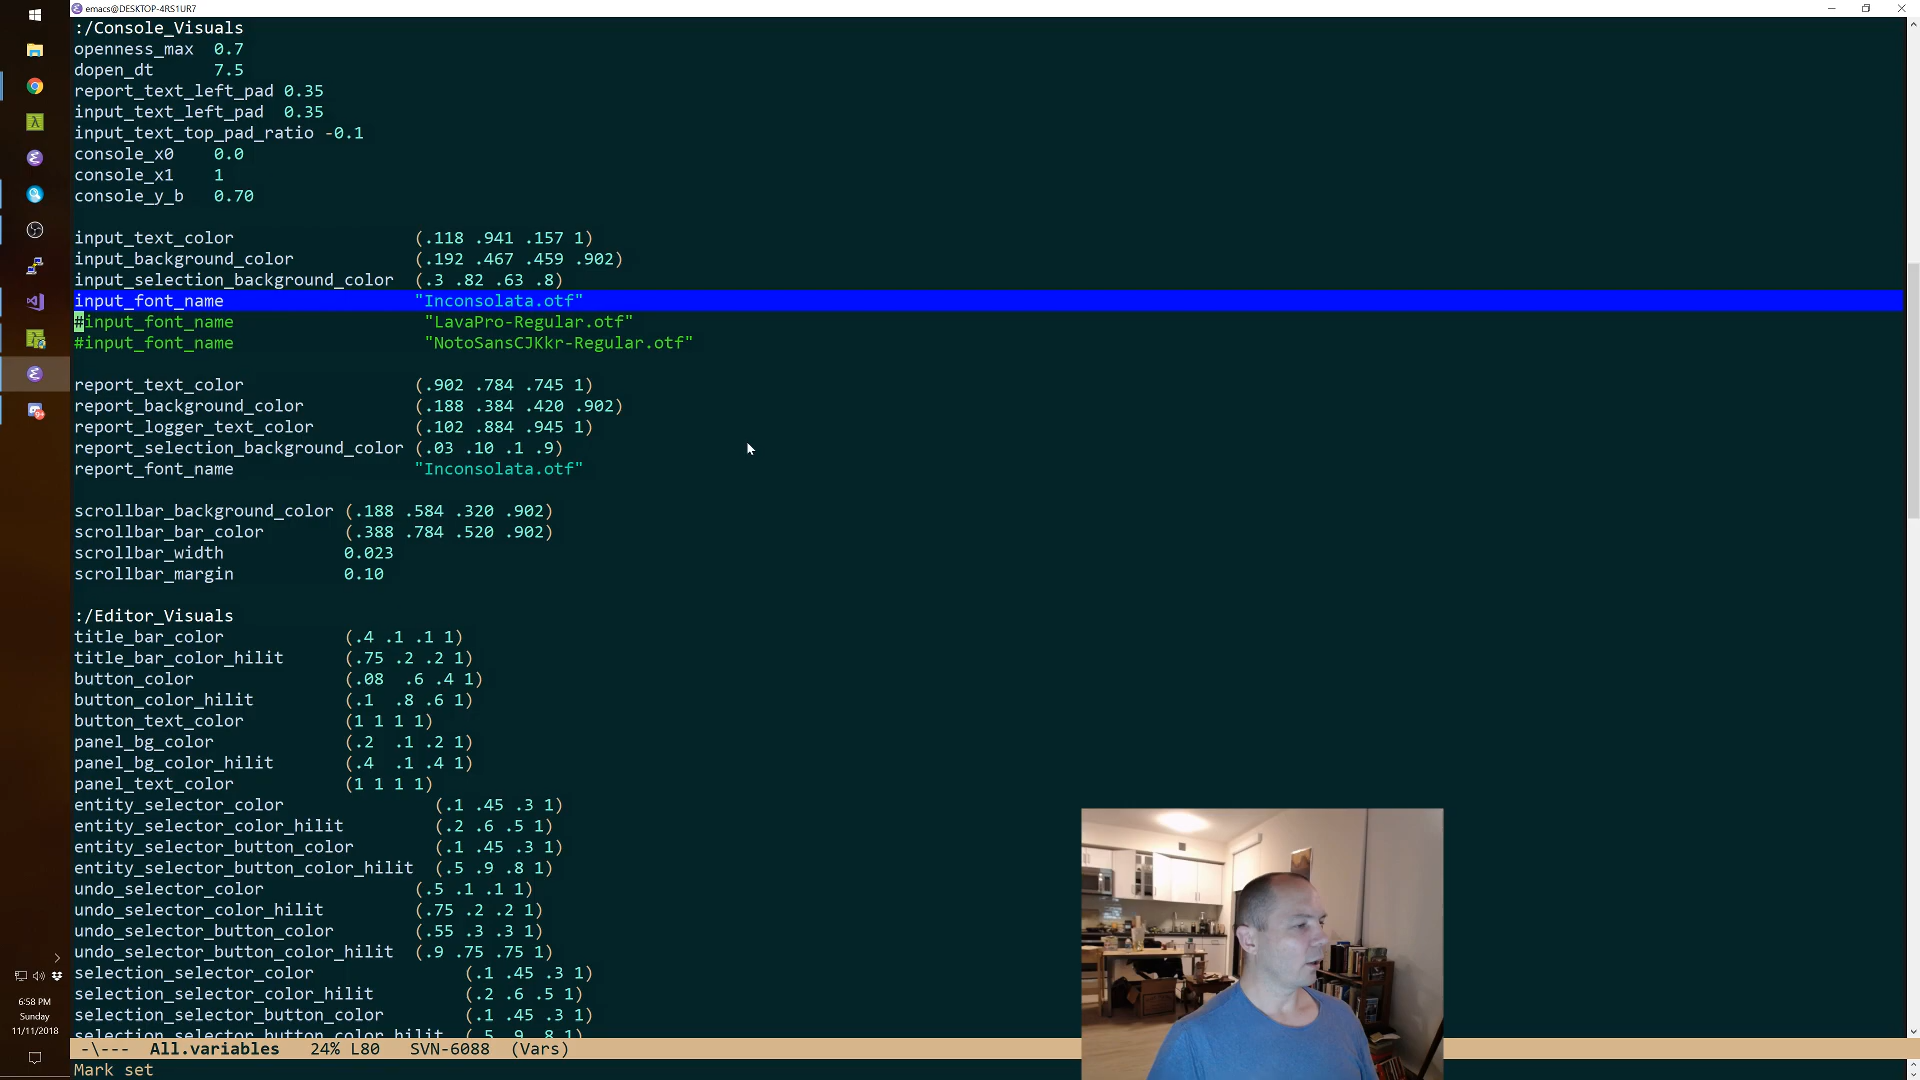 emacs@DESKTOP-4RS1UR7
:/Console_Visuals
openness_max  0.7
dopen_dt      7.5
report_text_left_pad 0.35
input_text_left_pad  0.35
input_text_top_pad_ratio -0.1
console_x0    0.0
console_x1    1
console_y_b   0.70
input_text_color                  (.118 .941 .157 1)
input_background_color            (.192 .467 .459 .902)
input_selection_background_color  (.3 .82 .63 .8)
input_font_name                   "Inconsolata.otf"
#input_font_name                   "LavaPro-Regular.otf"
#input_font_name                   "NotoSansCJKkr-Regular.otf"
report_text_color                 (.902 .784 .745 1)
report_background_color           (.188 .384 .420 .902)
report_logger_text_color          (.102 .884 .945 1)
report_selection_background_color (.03 .10 .1 .9)
report_font_name                  "Inconsolata.otf"
scrollbar_background_color (.188 .584 .320 .902)
scrollbar_bar_color        (.388 .784 .520 .902)
scrollbar_width            0.023
scrollbar_margin           0.10
:/Editor_Visuals
title_bar_color            (.4 .1 .1 1)
title_bar_color_hilit      (.75 .2 .2 1)
button_color               (.08  .6 .4 1)
button_color_hilit         (.1  .8 .6 1)
button_text_color          (1 1 1 1)
panel_bg_color             (.2  .1 .2 1)
panel_bg_color_hilit       (.4  .1 .4 1)
panel_text_color           (1 1 1 1)
entity_selector_color               (.1 .45 .3 1)
entity_selector_color_hilit         (.2 .6 .5 1)
entity_selector_button_color        (.1 .45 .3 1)
entity_selector_button_color_hilit  (.5 .9 .8 1)
undo_selector_color               (.5 .1 .1 1)
undo_selector_color_hilit         (.75 .2 .2 1)
undo_selector_button_color        (.55 .3 .3 1)
undo_selector_button_color_hilit  (.9 .75 .75 1)
selection_selector_color               (.1 .45 .3 1)
selection_selector_color_hilit         (.2 .6 .5 1)
selection_selector_button_color        (.1 .45 .3 1)
selection_selector_button_color_hilit  (.5 .9 .8 1)
-\---  All.variables   24% L80   SVN-6088  (Vars)
Mark set
6:58 PM
Sunday
11/11/2018